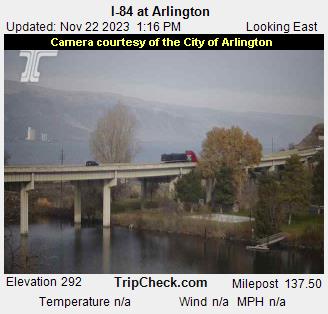 I-84 at Arlington
Updated: Nov 22 2023 1:16 PM Looking East
Camera courtesy of the City of Arlington
Elevation 292 TripCheck.com Milepost 137.50
Temperature n/a Wind n/a MPH n/a